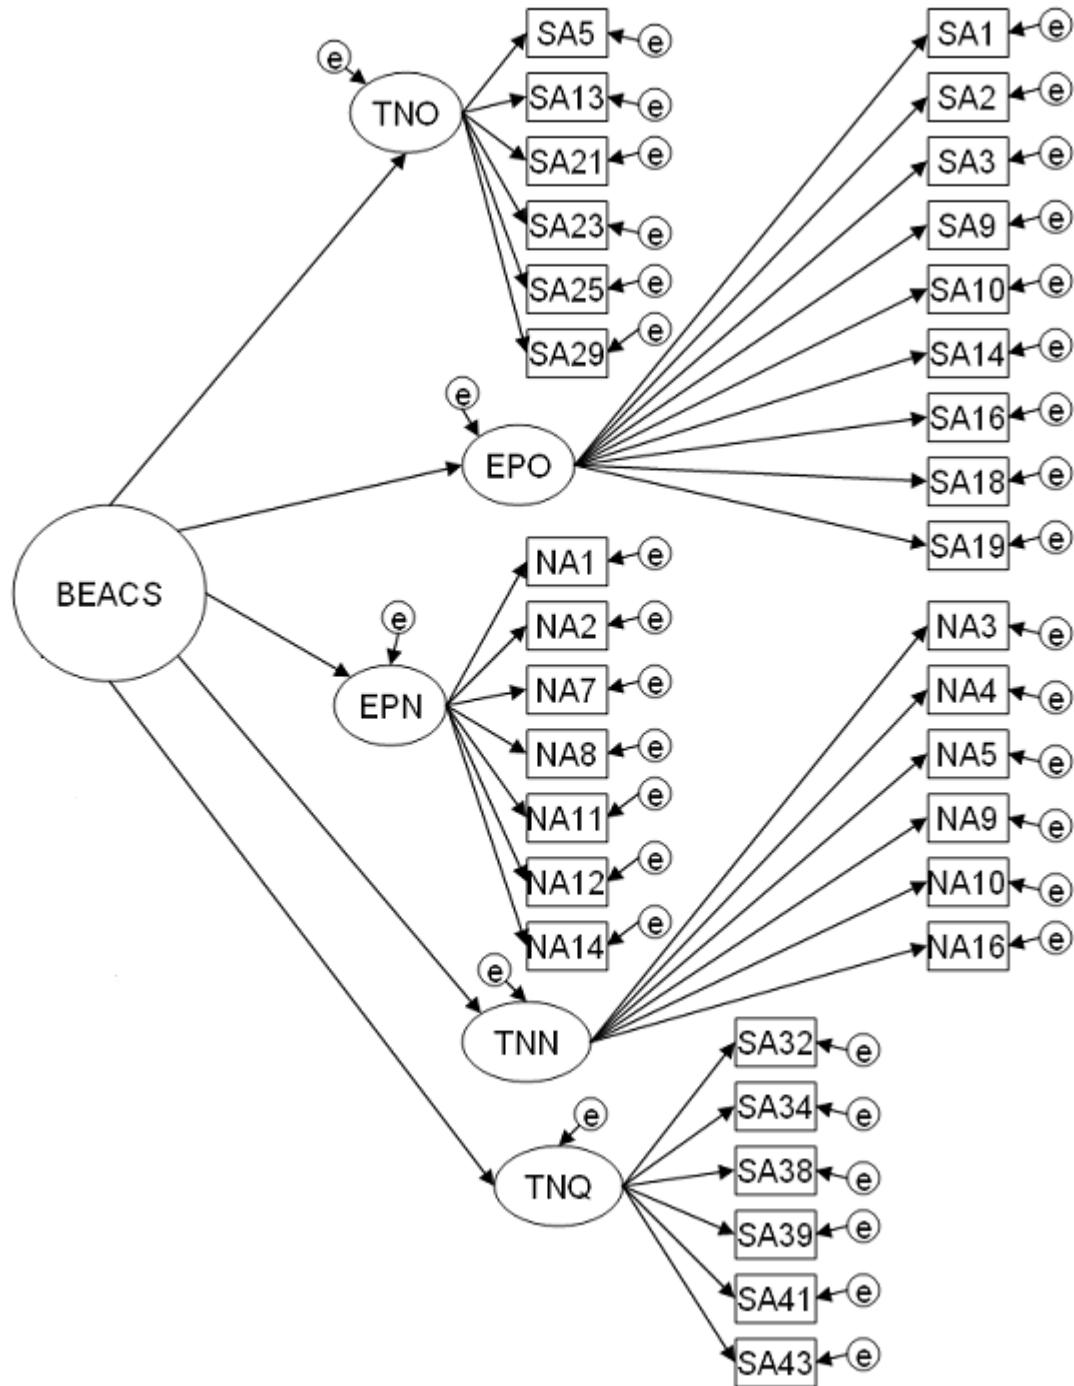 SA5
e
SA1
e
e
TNO
SA13
e
SA2
e
SA21
e
SA3
e
SA23
e
SA9
e
SA25
e
SA10
e
SA29
e
SA14
e
e
EPO
SA16
e
SA18
e
SA19
e
BEACS
NA1
e
e
EPN
NA2
e
NA3
e
NA7
e
NA4
e
NA8
e
NA5
e
NA11
e
NA9
e
NA12
e
NA10
e
NA14
e
NA16
e
e
TNN
SA32
e
SA34
e
e
TNQ
SA38
e
SA39
e
SA41
e
SA43
e